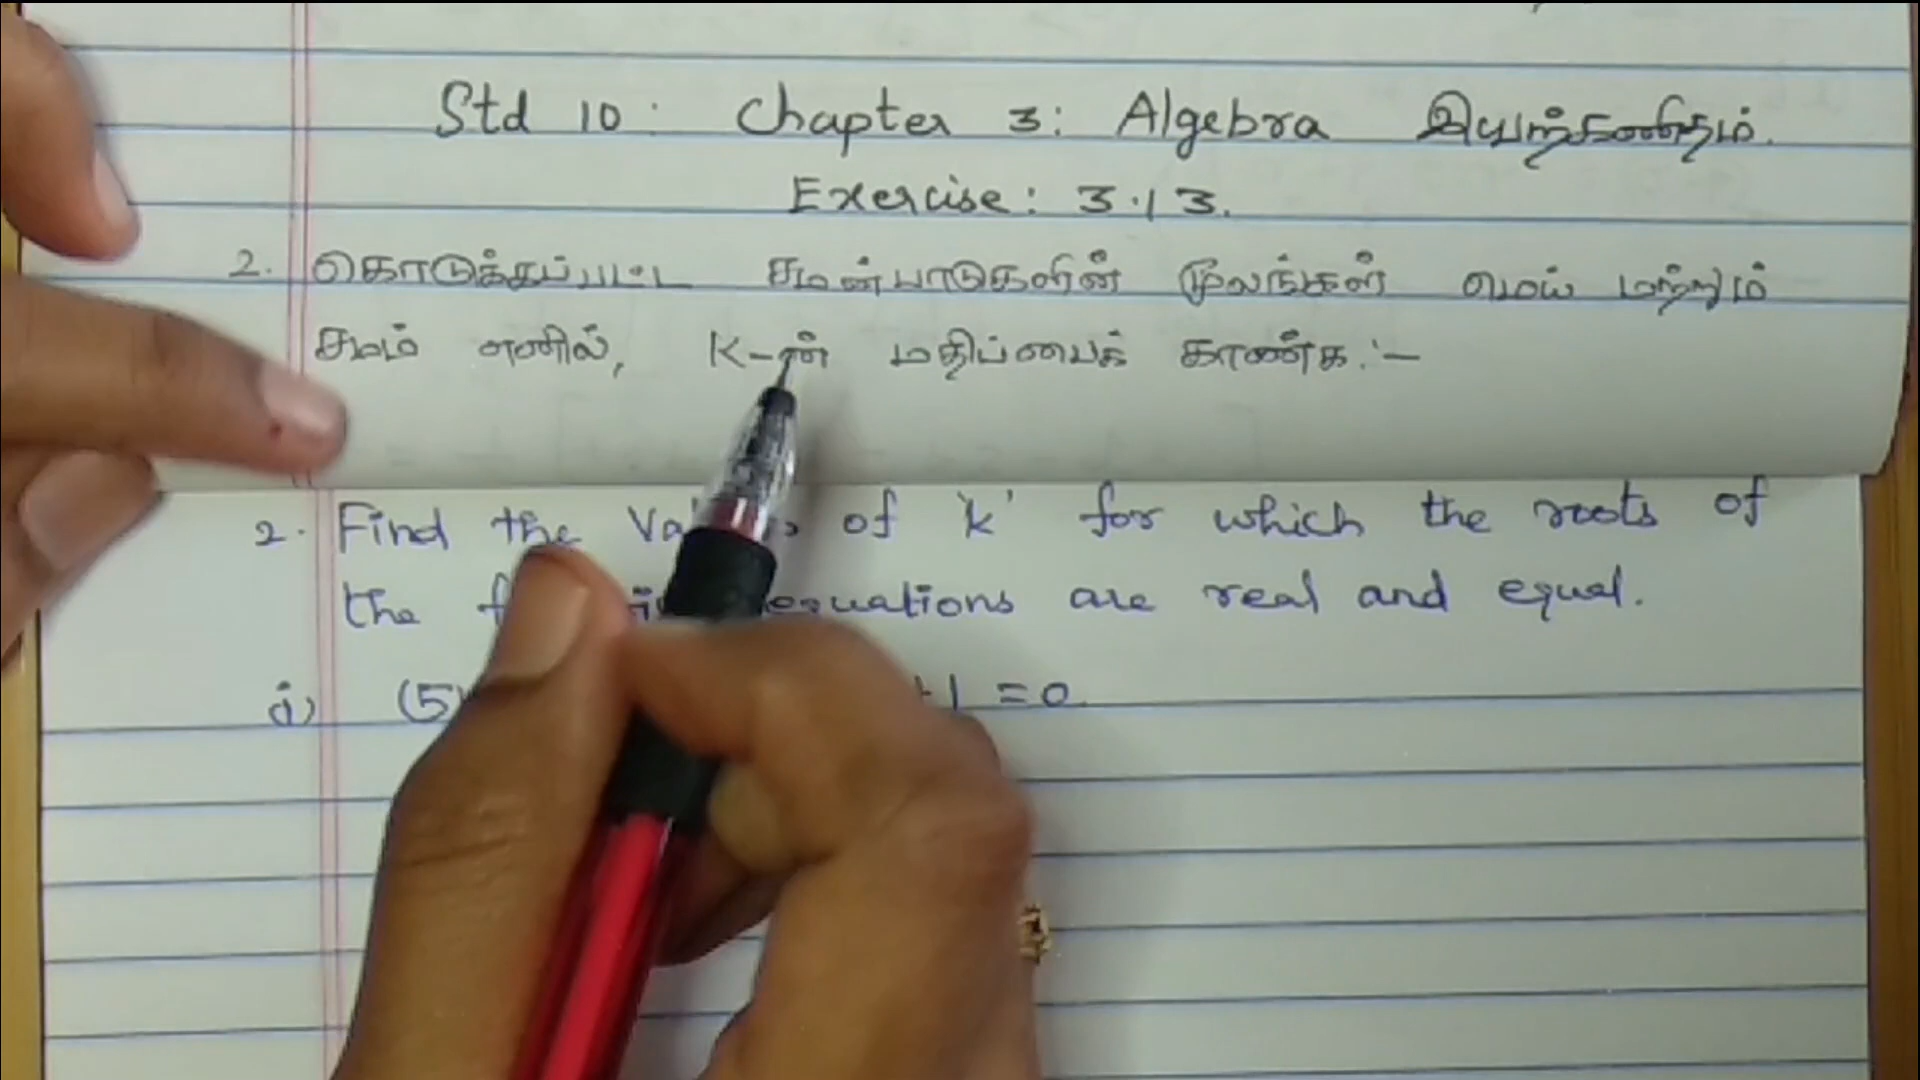 Std 10: Chapter 3: Algebra இயற்கணிதம்.
Exercise: 3.13.
2. கொடுக்கப்பட்ட சமன்பாடுகளின் மூலங்கள் மெய் மற்றும்
சமம் எனில், K-ன் மதிப்பைக் காண்க:-
2. Find the of 'k' for which the roots of
the equations are real and equal.
i) (5 +1 =0